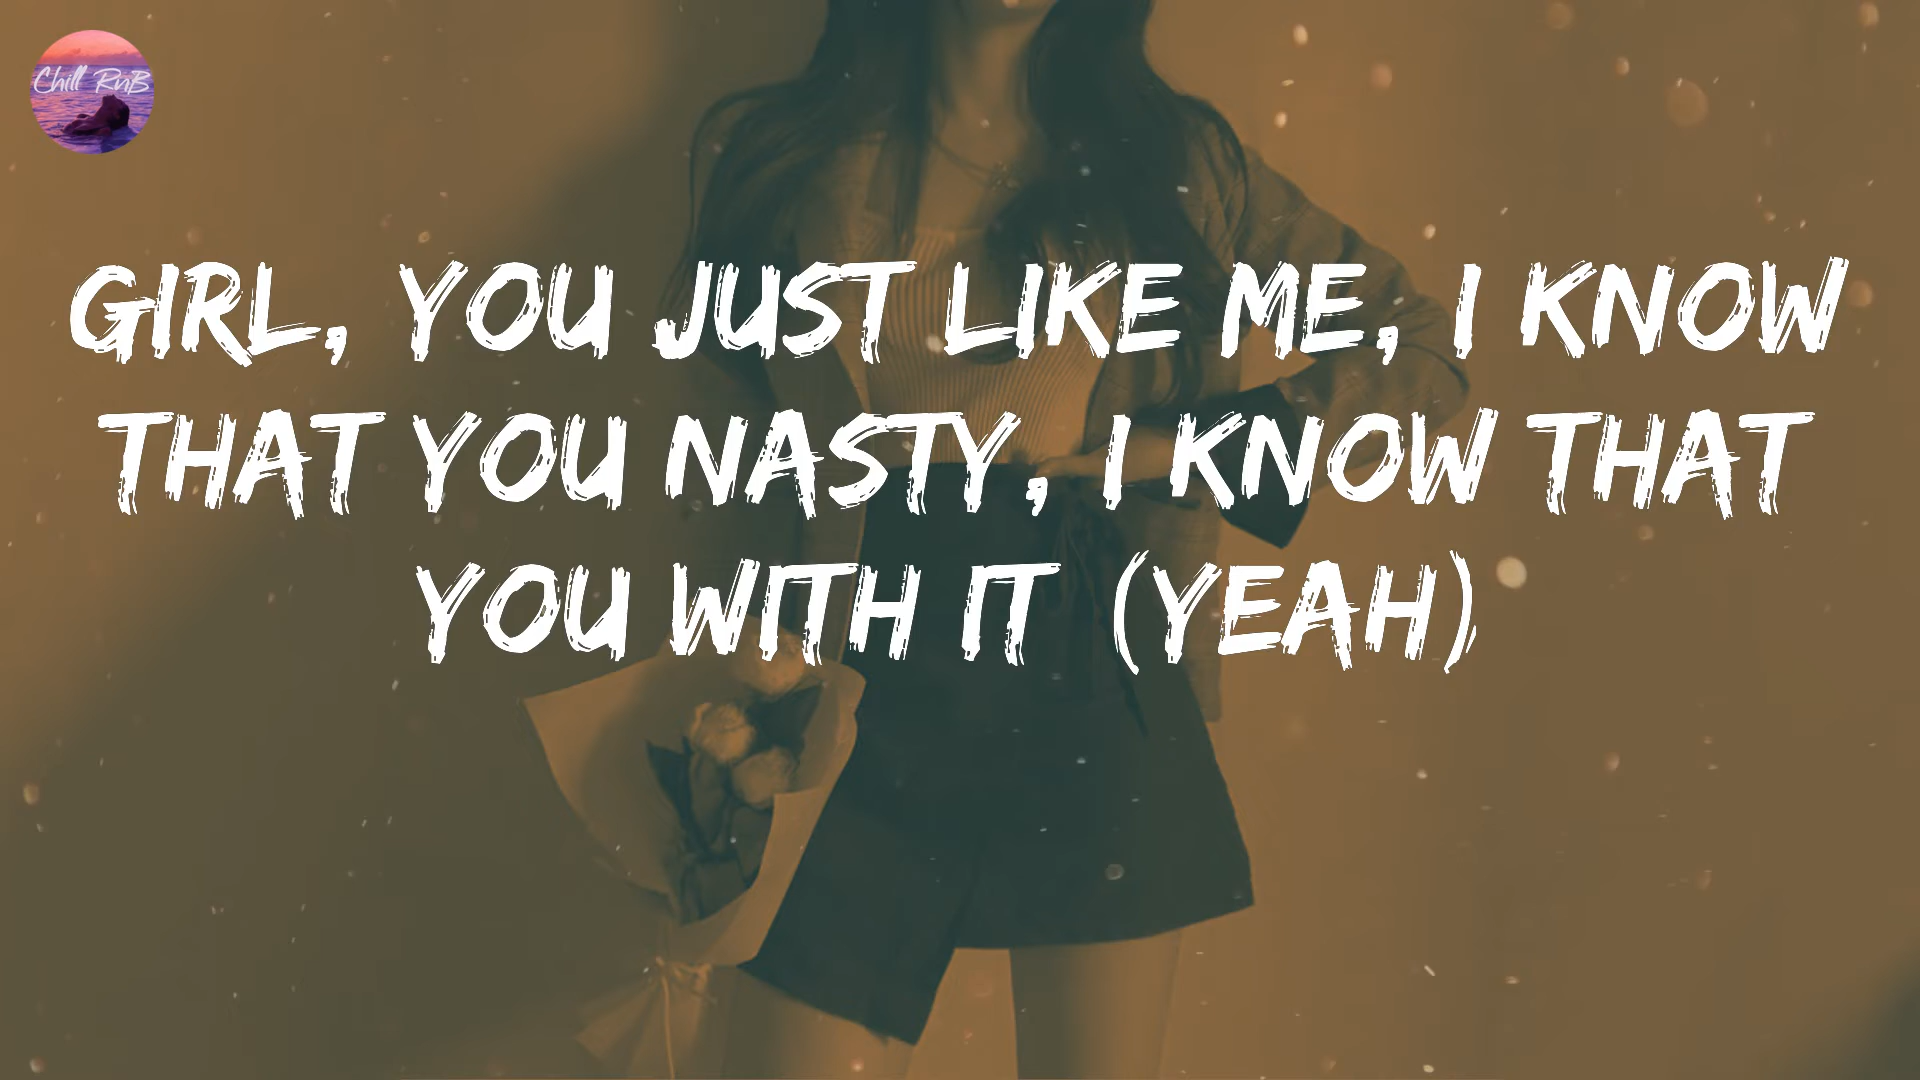 Chill RnB
GIRL, YOU JUST LIKE ME, I KNOW
THAT YOU NASTY, I KNOW THAT
YOU WITH IT (YEAH)